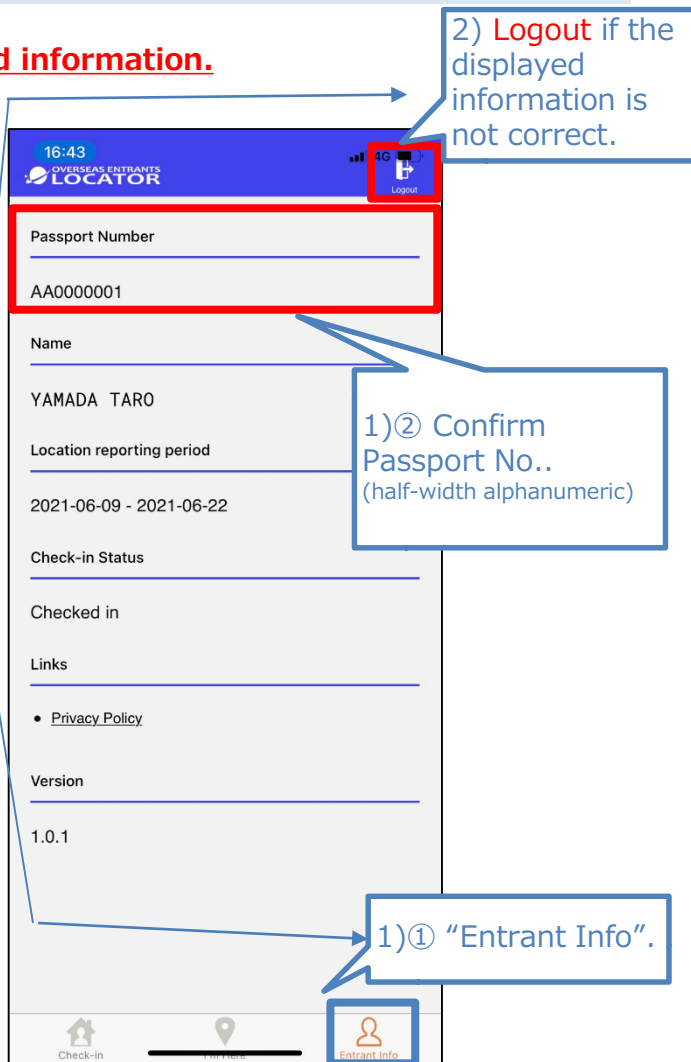 d information.
2) Logout if the
displayed
information is
not correct.
16:43
4G
OVERSEAS ENTRANTS
LOCATOR
Logout
Passport Number
AA0000001
Name
YAMADA TARO
1)② Confirm
Passport No..
(half-width alphanumeric)
Location reporting period
2021-06-09 - 2021-06-22
Check-in Status
Checked in
Links
• Privacy Policy
Version
1.0.1
1)① “Entrant Info”.
Check-in
I'm Here
Entrant Info